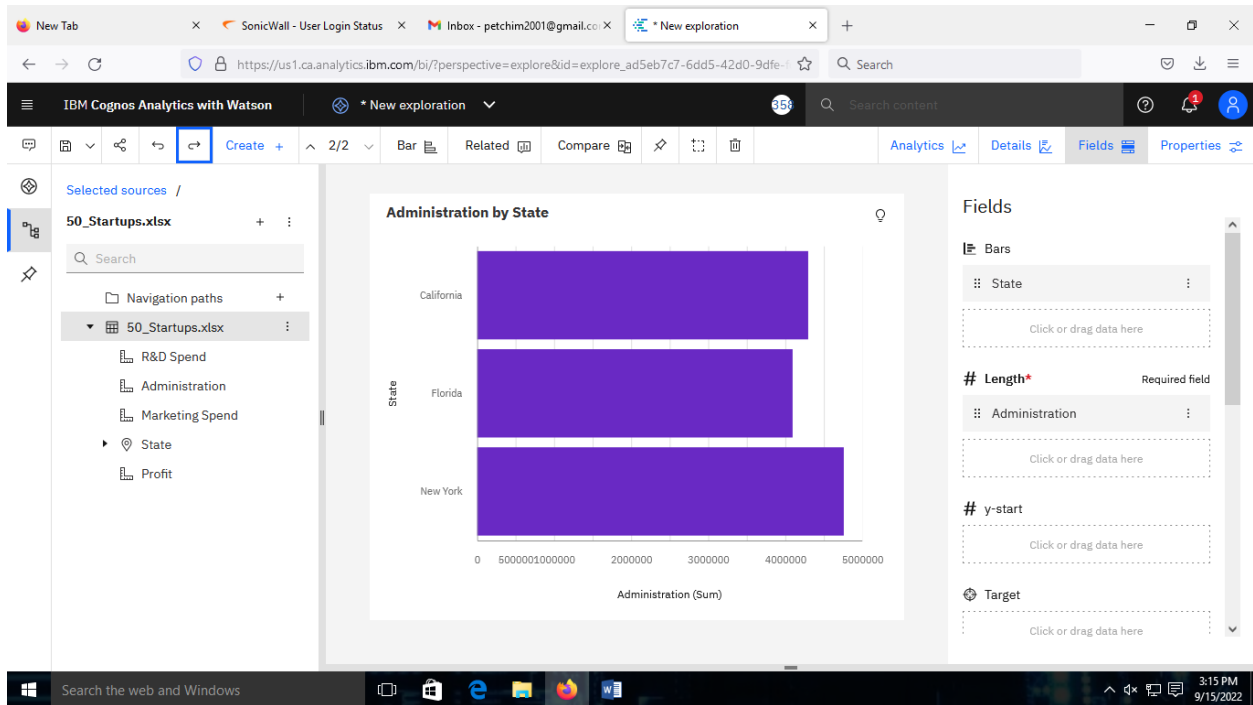 New Tab
SonicWall - User Login Status
Inbox - petchim2001@gmail.co
* New exploration
https://us1.ca.analytics.ibm.com/bi/?perspective=explore&id=explore_ad5eb7c7-6dd5-42d0-9dfe-
Search
IBM Cognos Analytics with Watson
* New exploration
358
Search content
1
Create +
2/2
Bar
Related
Compare
Analytics
Details
Fields
Properties
Selected sources /
50_Startups.xlsx
Search
Navigation paths
50_Startups.xlsx
R&D Spend
Administration
Marketing Spend
State
Profit
Administration by State
California
Florida
New York
State
0 5000001000000 2000000 3000000 4000000 5000000
Administration (Sum)
Fields
Bars
State
Click or drag data here
# Length* Required field
Administration
Click or drag data here
# y-start
Click or drag data here
Target
Click or drag data here
Search the web and Windows
3:15 PM
9/15/2022